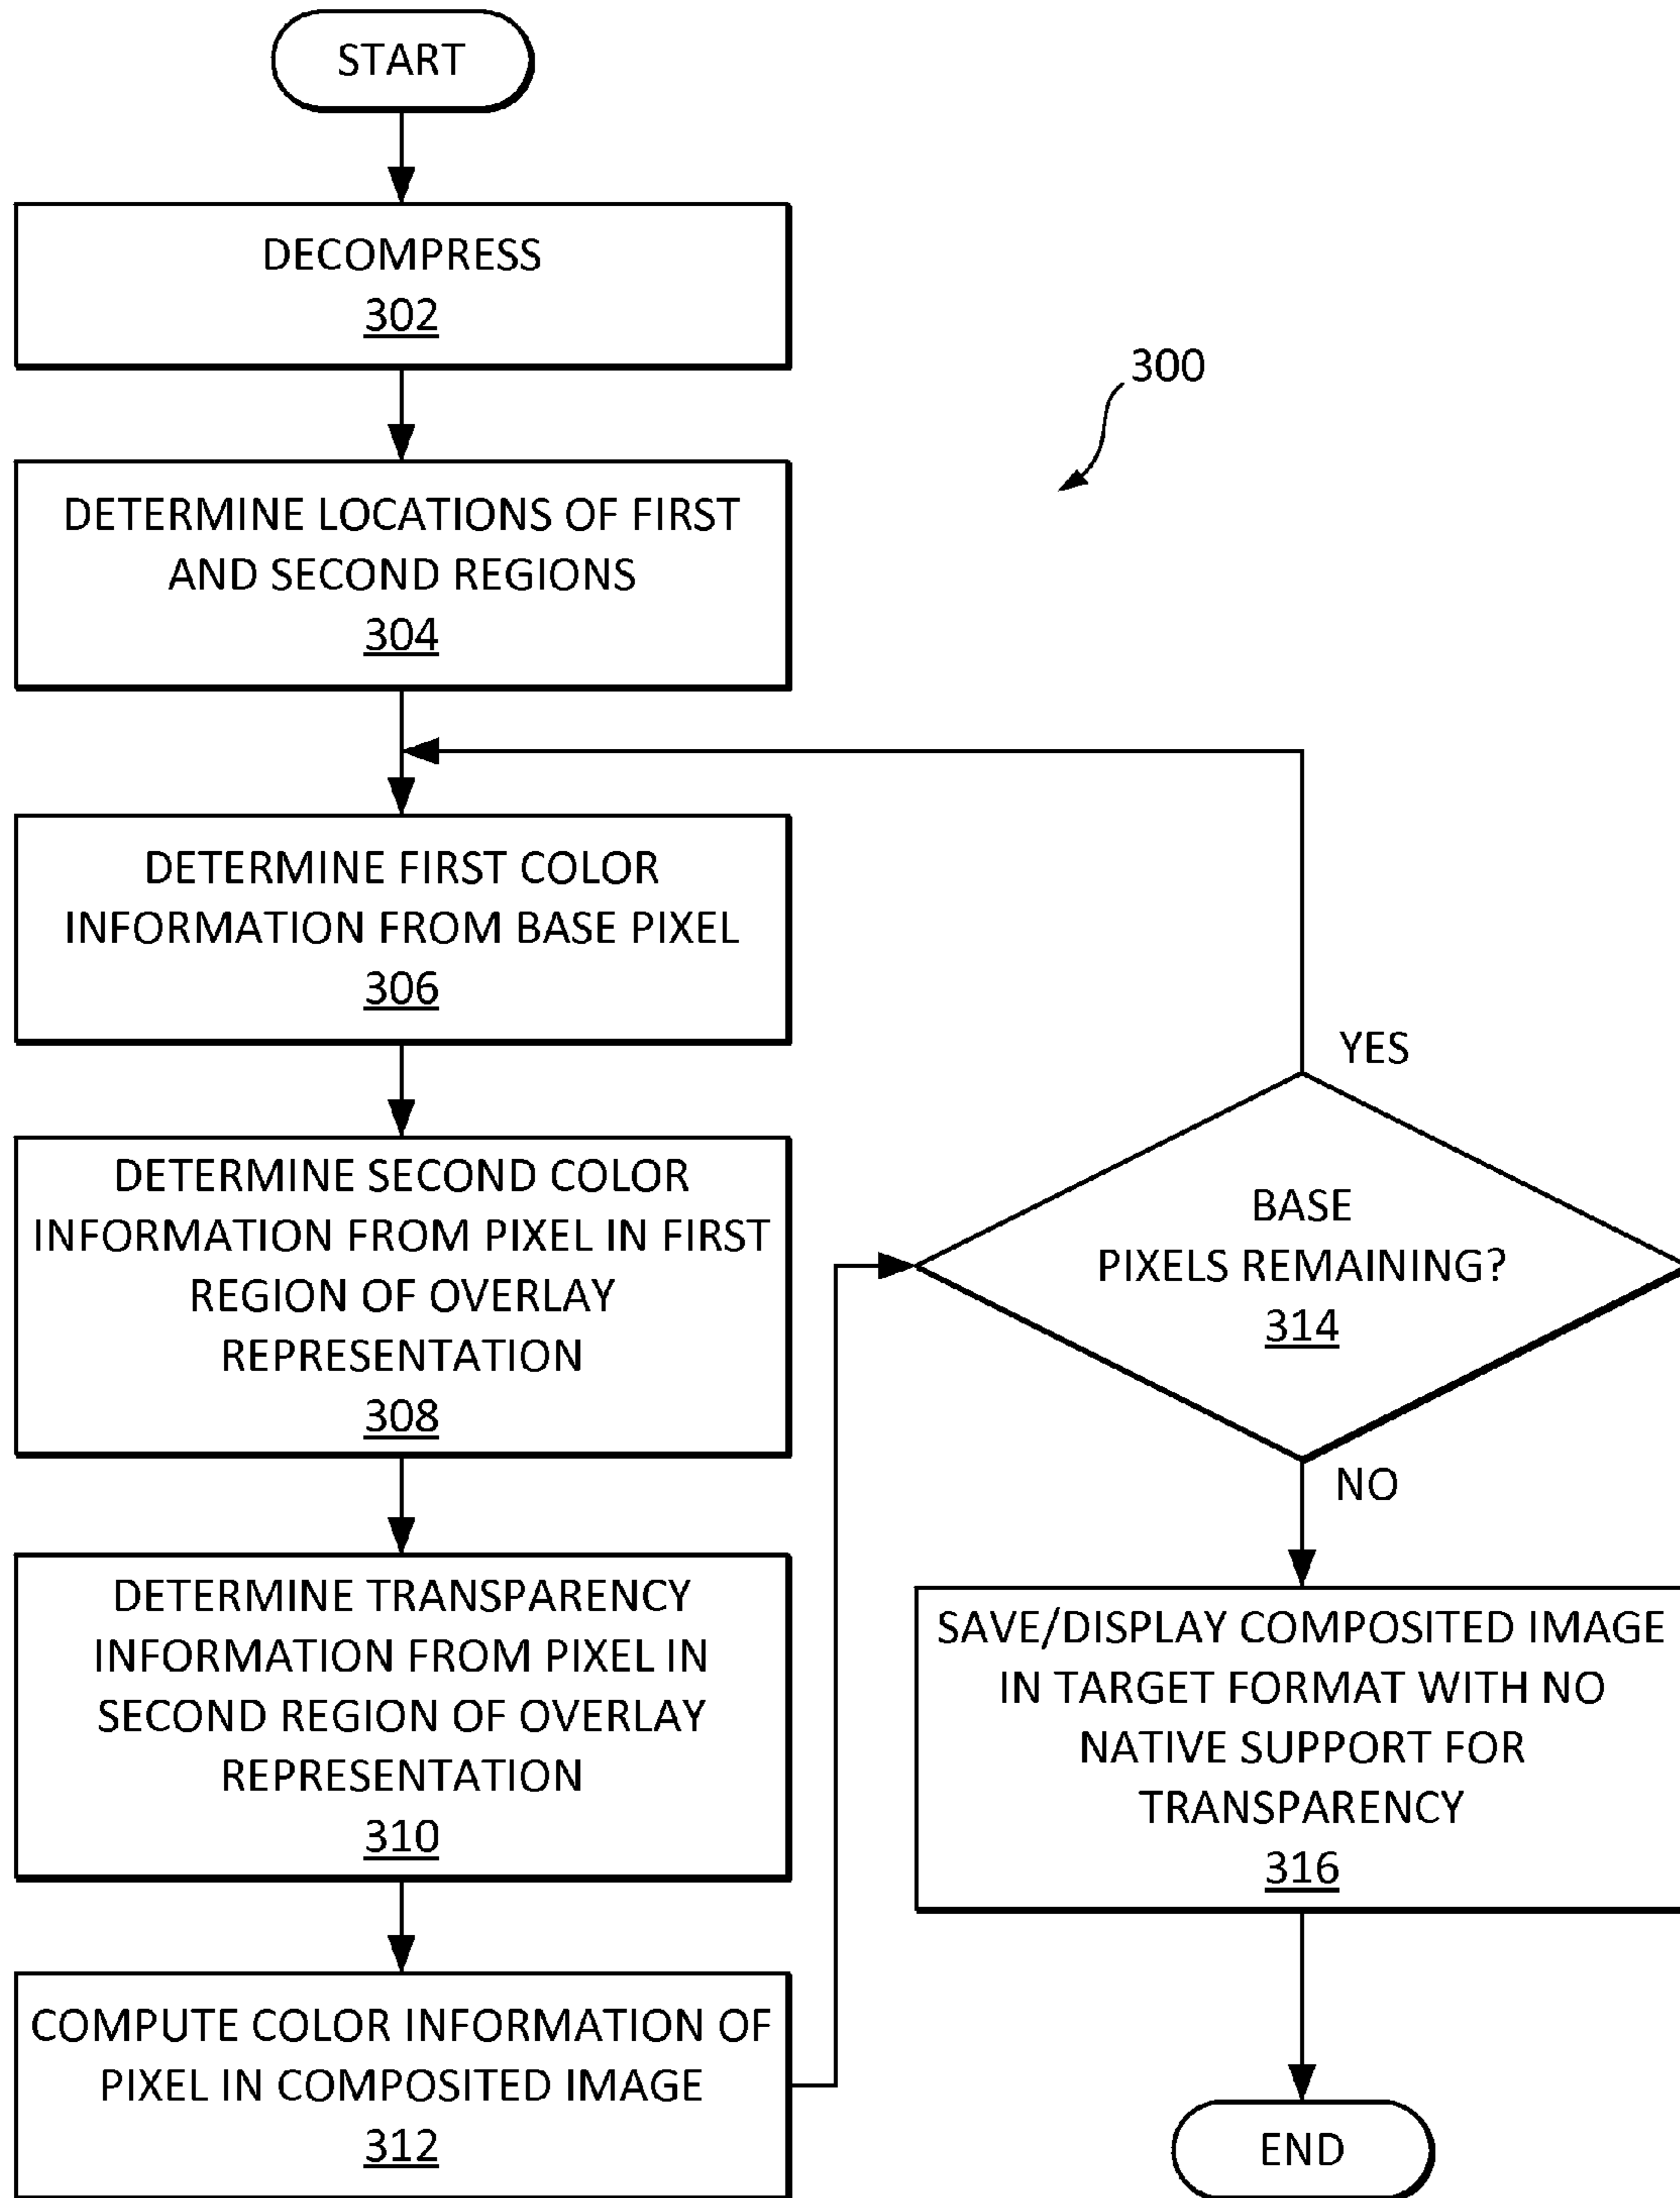 START
DECOMPRESS
302
300
DETERMINE LOCATIONS OF FIRST
AND SECOND REGIONS
304
DETERMINE FIRST COLOR
INFORMATION FROM BASE PIXEL
306
DETERMINE SECOND COLOR
INFORMATION FROM PIXEL IN FIRST
REGION OF OVERLAY
REPRESENTATION
308
DETERMINE TRANSPARENCY
INFORMATION FROM PIXEL IN
SECOND REGION OF OVERLAY
REPRESENTATION
310
COMPUTE COLOR INFORMATION OF
PIXEL IN COMPOSITED IMAGE
312
YES
BASE
PIXELS REMAINING?
314
NO
SAVE/DISPLAY COMPOSITED IMAGE
IN TARGET FORMAT WITH NO
NATIVE SUPPORT FOR
TRANSPARENCY
316
END